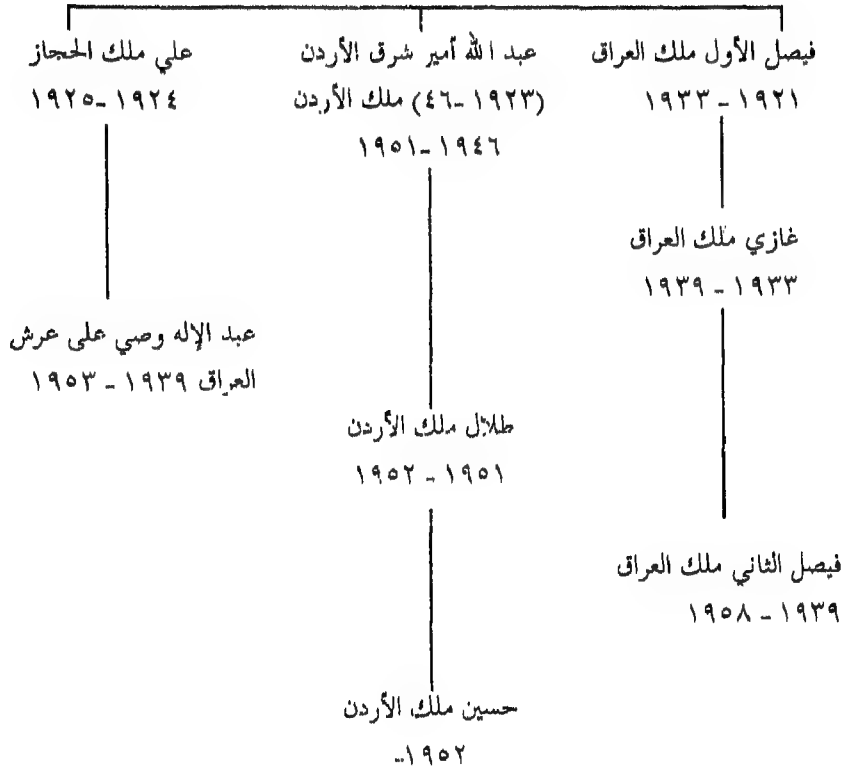 فيصل الأول ملك العراق
١٩٢١ - ١٩٣٣
غازي ملك العراق
١٩٣٣ - ١٩٣٩
فيصل الثاني ملك العراق
١٩٣٩ - ١٩٥٨
عبد الله أمير شرق الأردن
(١٩٢٣ -٤٦) ملك الأردن
١٩٤٦-١٩٥١
طلال ملك الأردن
١٩٥١ - ١٩٥٢
حسين ملك الأردن
١٩٥٢-
علي ملك الحجاز
١٩٢٤-١٩٢٥
عبد الإله وصي على عرش
العراق ١٩٣٩ - ١٩٥٣